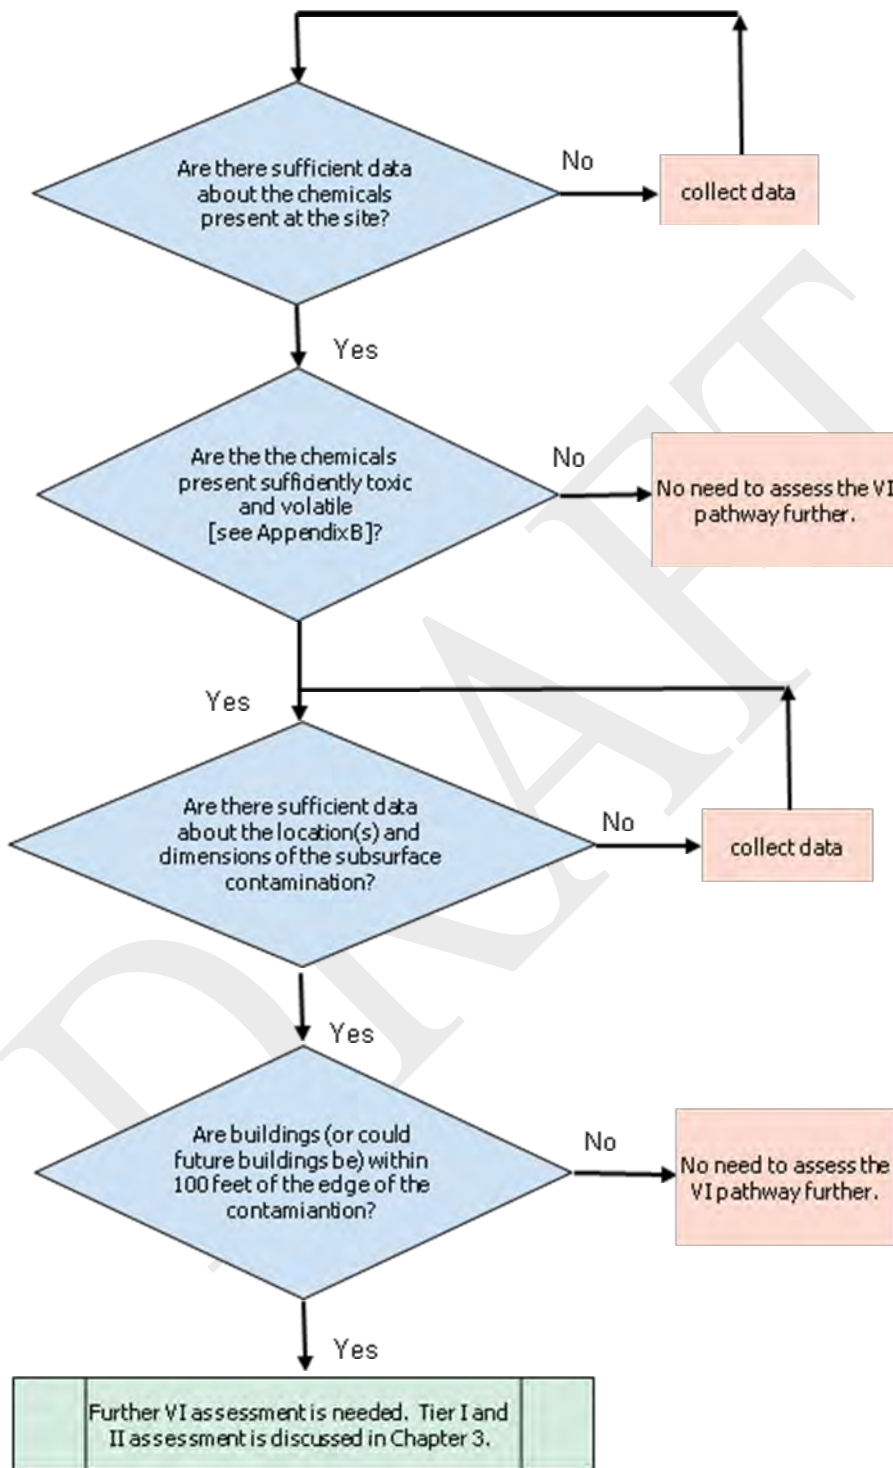 Are there sufficient data
about the chemicals
present at the site?
No
collect data
Yes
Are the the chemicals
present sufficiently toxic
and volatile
[see Appendix B]?
No
No need to assess the VI
pathway further.
Yes
Are there sufficient data
about the location(s) and
dimensions of the subsurface
contamination?
No
collect data
Yes
Are buildings (or could
future buildings be) within
100 feet of the edge of the
contamiantion?
No
No need to assess the
VI pathway further.
Yes
Further VI assessment is needed. Tier I and
II assessment is discussed in Chapter 3.
DRAFT